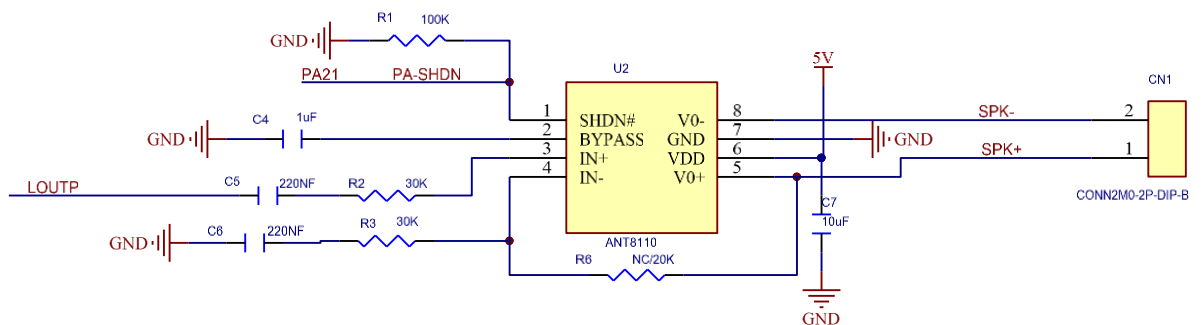 R1 100K
GND
PA21 PA-SHDN
5V
U2
CN1
C4 1uF
GND
1 SHDN# V0- 8
2 BYPASS GND 7
3 IN+ VDD 6
4 IN- V0+ 5
SPK- 2
GND
SPK+ 1
LOUTP
C5 220NF R2 30K
C7
10uF
CONN2M0-2P-DIP-B
GND
C6 220NF R3 30K
ANT8110
R6 NC/20K
GND